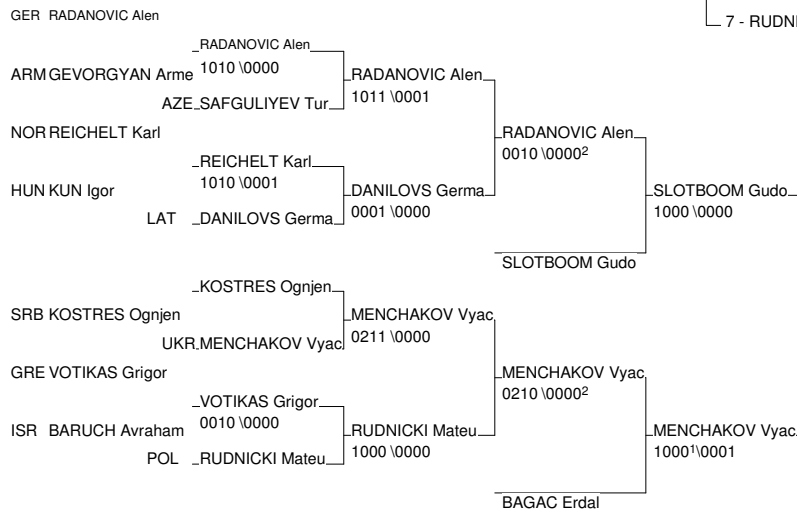 GER RADANOVIC Alen
7 - RUDNI
RADANOVIC Alen
ARM GEVORGYAN Arme
1010 \0000
RADANOVIC Alen
AZE SAFGULIYEV Tur
1011 \0001
NOR REICHELT Karl
RADANOVIC Alen
0010 \0000²
REICHELT Karl
1010 \0001
HUN KUN Igor
DANILOVS Germa
SLOTBOOM Gudo
LAT DANILOVS Germa
0001 \0000
1000 \0000
SLOTBOOM Gudo
KOSTRES Ognjen
SRB KOSTRES Ognjen
MENCHAKOV Vyac
UKR MENCHAKOV Vyac
0211 \0000
GRE VOTIKAS Grigor
MENCHAKOV Vyac
0210 \0000²
VOTIKAS Grigor
0010 \0000
ISR BARUCH Avraham
RUDNICKI Mateu
MENCHAKOV Vyac
POL RUDNICKI Mateu
1000 \0000
1000¹\0001
BAGAC Erdal